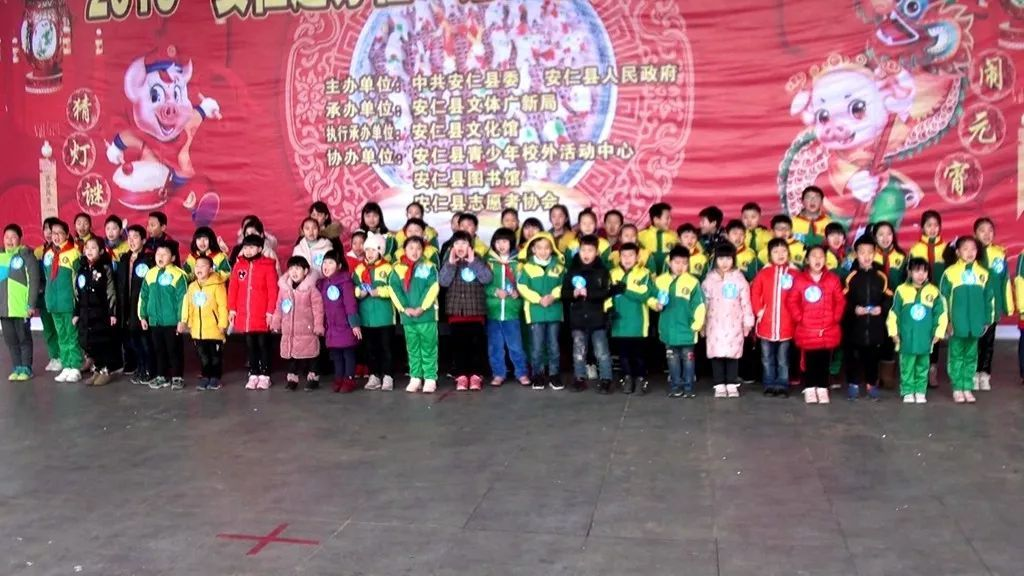 猜灯谜
主办单位：中共安仁县委 安仁县人民政府
承办单位：安仁县文体广新局
执行承办单位：安仁县文化馆
协办单位：安仁县青少年校外活动中心
安仁县图书馆
安仁县志愿者协会
闹元宵